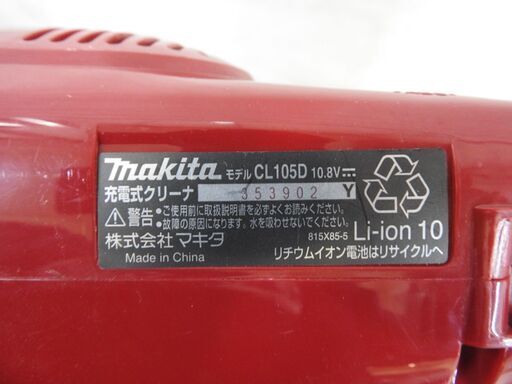 makita モデル CL105D 10.8V⎓
充電式クリーナ 353902 Y
⚠警告 ●ご使用前に取扱説明書を必ずよくお読みください。
●故障の原因になります。水を吸わせないでください。
株式会社マキタ 815X85-5 Li-ion 10
Made in China リチウムイオン電池はリサイクルへ